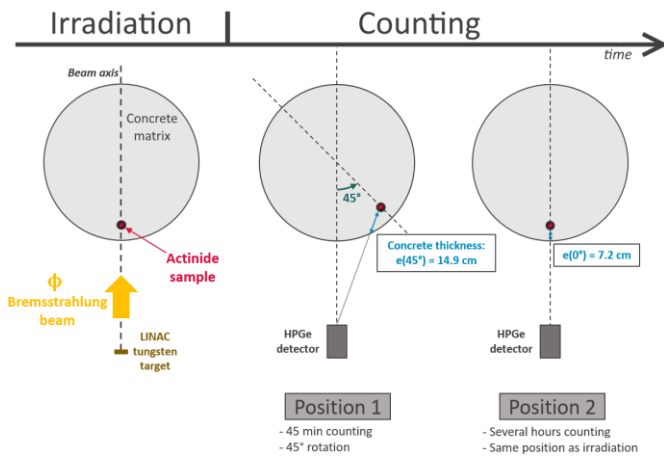 Irradiation
Counting
time
Beam axis
Concrete
matrix
Actinide
sample
Φ
Bremsstrahlung
beam
LINAC
tungsten
target
45°
Concrete thickness:
e(45°) = 14.9 cm
HPGe
detector
Position 1
- 45 min counting
- 45° rotation
e(0°) = 7.2 cm
HPGe
detector
Position 2
- Several hours counting
- Same position as irradiation